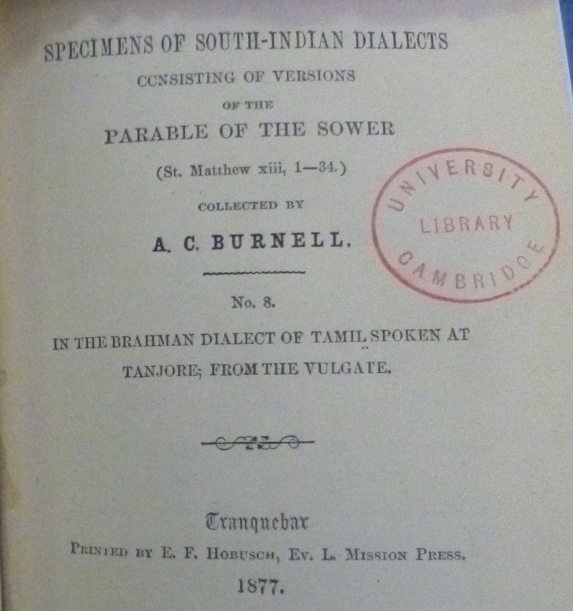 SPECIMENS OF SOUTH-INDIAN DIALECTS
CCNSISTING OF VERSIONS
OF THE
PARABLE OF THE SOWER
(St. Matthew xiii, 1—34.)
COLLECTED BY
A. C. BURNELL.
UNIVERSITY
LIBRARY
CAMBRIDGE
No. 8.
IN THE BRAHMAN DIALECT OF TAMIḶ SPOKEN AT
TANJORE; FROM THE VULGATE.
Tranquebar
PRINTED BY E. F. HOBUSCH, EV. L. MISSION PRESS.
1877.